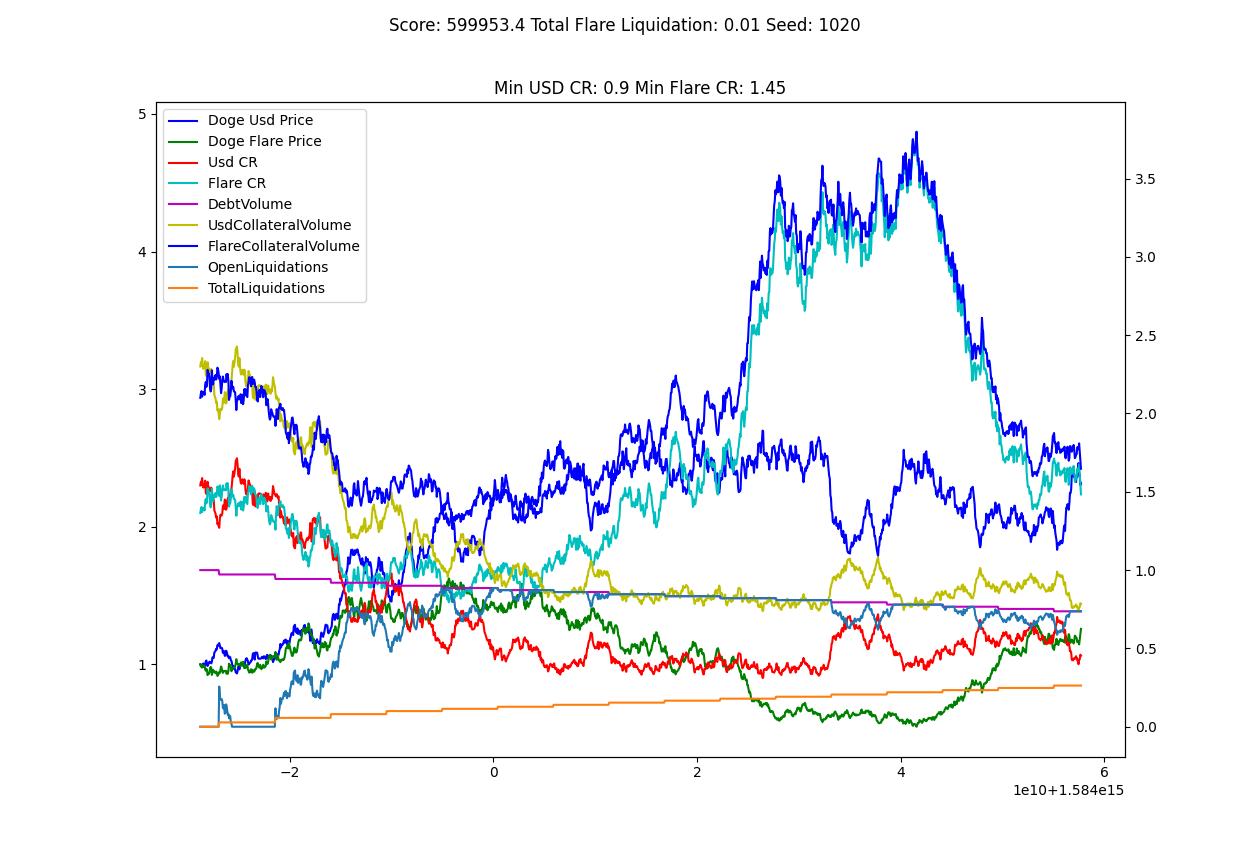 Score: 599953.4 Total Flare Liquidation: 0.01 Seed: 1020
Min USD CR: 0.9 Min Flare CR: 1.45
Doge Usd Price
Doge Flare Price
Usd CR
Flare CR
DebtVolume
UsdCollateralVolume
FlareCollateralVolume
OpenLiquidations
TotalLiquidations
5
4
3
2
1
3.5
3.0
2.5
2.0
1.5
1.0
0.5
0.0
−2 0 2 4 6
1e10+1.584e15